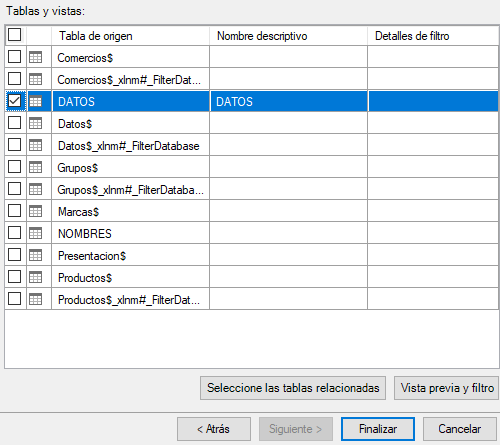 Tablas y vistas:
Tabla de origen Nombre descriptivo Detalles de filtro
Comercios$
Comercios$_xlnm#_FilterDat...
DATOS DATOS
Datos$
Datos$_xlnm#_FilterDatabase
Grupos$
Grupos$_xlnm#_FilterDataba...
Marcas$
NOMBRES
Presentacion$
Productos$
Productos$_xlnm#_FilterDat...
Seleccione las tablas relacionadas Vista previa y filtro
< Atrás Siguiente > Finalizar Cancelar